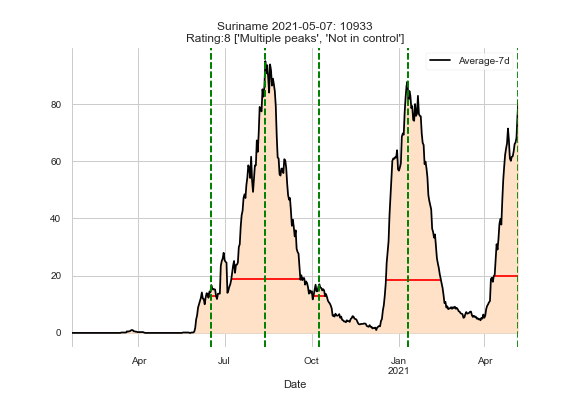 Suriname 2021-05-07: 10933
Rating:8 ['Multiple peaks', 'Not in control']
Average-7d
80
60
40
20
0
Apr
Jul
Oct
Jan
2021
Apr
Date